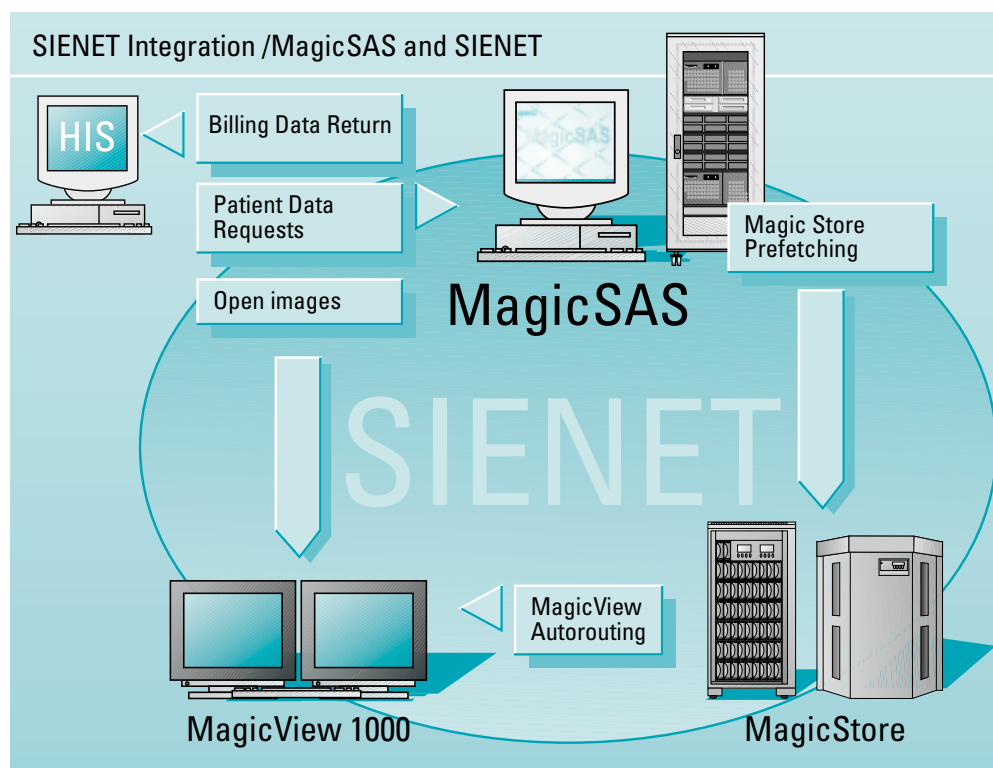 SIENET Integration /MagicSAS and SIENET
HIS
Billing Data Return
MagicSAS
Patient Data
Requests
Magic Store
Prefetching
Open images
MagicSAS
SIENET
MagicView
Autorouting
MagicView 1000
MagicStore